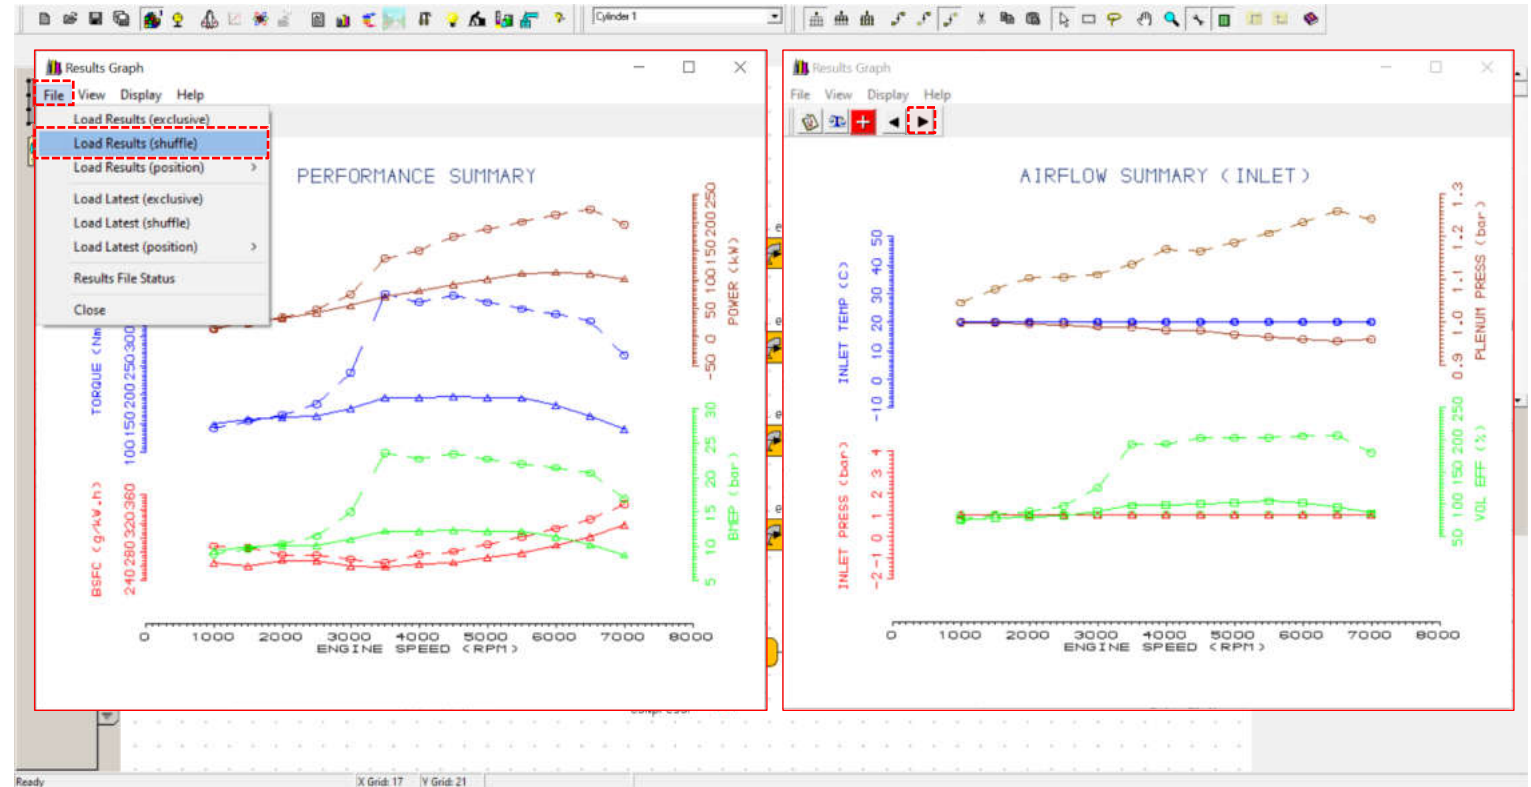 Cylinder 1
Results Graph
File View Display Help
Load Results (exclusive)
Load Results (shuffle)
Load Results (position)
Load Latest (exclusive)
Load Latest (shuffle)
Load Latest (position)
Results File Status
Close
PERFORMANCE SUMMARY
-50 0 50 100 150 200 250
POWER (kW)
TORQUE (Nm
100 150 200 250 300
5 10 15 20 25 30
BMEP (bar)
BSFC (g/kW.h)
240 280 320 360
0 1000 2000 3000 4000 5000 6000 7000 8000
ENGINE SPEED (RPM)
Results Graph
File View Display Help
AIRFLOW SUMMARY (INLET)
INLET TEMP (C)
-10 0 10 20 30 40 50
0.9 1.0 1.1 1.2 1.3
PLENUM PRESS (bar)
INLET PRESS (bar)
-2 -1 0 1 2 3 4
50 100 150 200 250
VOL EFF (%)
0 1000 2000 3000 4000 5000 6000 7000 8000
ENGINE SPEED (RPM)
Ready
X Grid: 17 Y Grid: 21